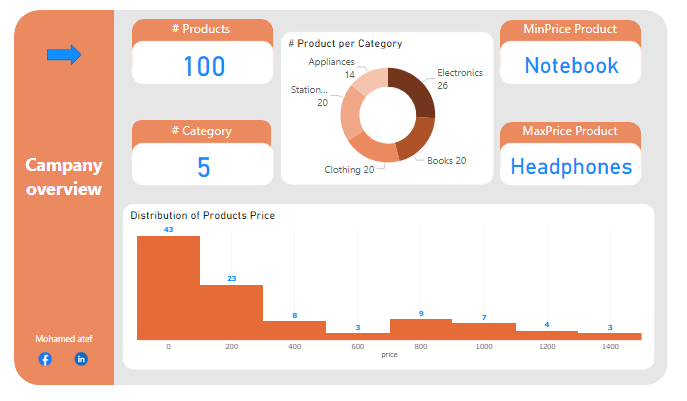 Campany
overview
Mohamed atef
# Products
100
# Category
5
# Product per Category
Appliances
14
Station...
20
Clothing 20
Books 20
Electronics
26
MinPrice Product
Notebook
MaxPrice Product
Headphones
Distribution of Products Price
43
23
8
3
9
7
4
3
0 200 400 600 800 1000 1200 1400
price
f
in